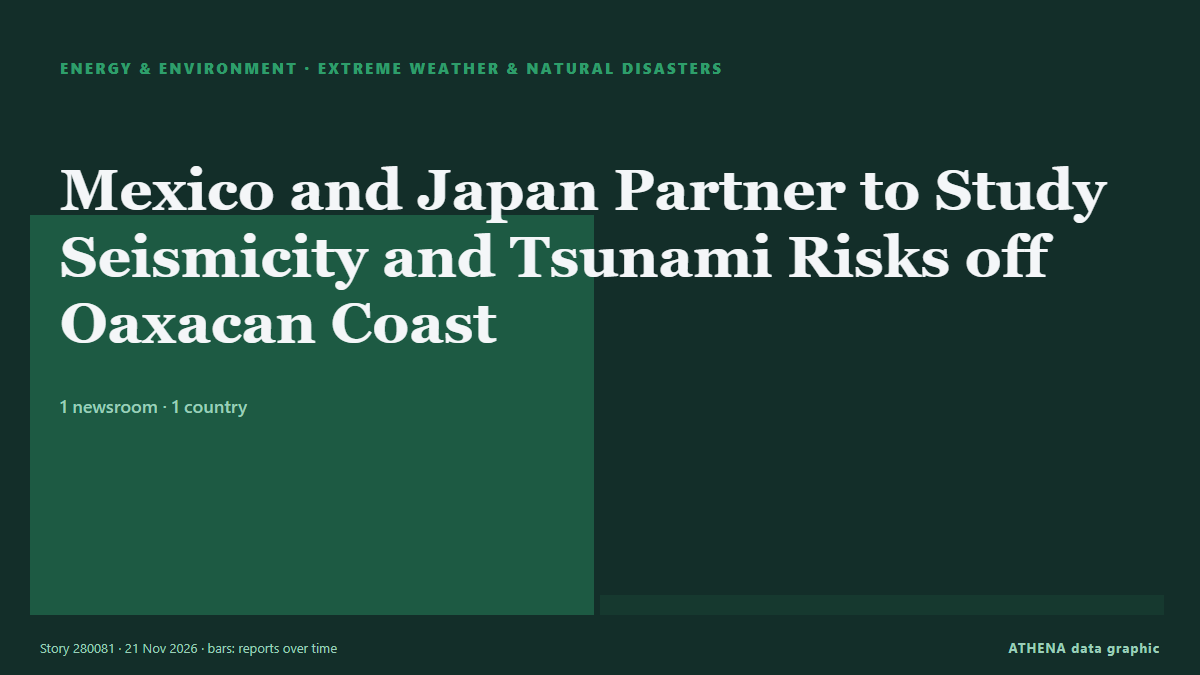 ENERGY & ENVIRONMENT · EXTREME WEATHER & NATURAL DISASTERS
Mexico and Japan Partner to Study
Seismicity and Tsunami Risks off
Oaxacan Coast
1 newsroom · 1 country
Story 280081 · 21 Nov 2026 · bars: reports over time
ATHENA data graphic